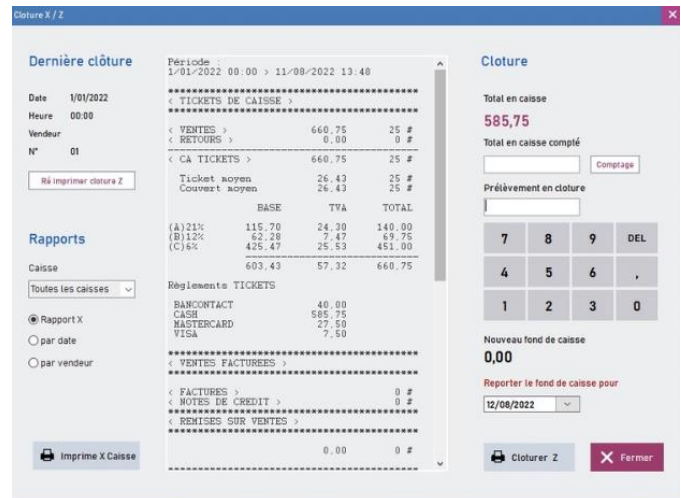 Cloture X / Z
Dernière clôture
Date 1/01/2022
Heure 00:00
Vendeur
N° 01
Ré imprimer cloture Z
Rapports
Caisse
Toutes les caisses
Rapport X
par date
par vendeur
Imprime X Caisse
Période :
1/01/2022 00:00 > 11/08/2022 13:48
****************************************
< TICKETS DE CAISSE >
****************************************
< VENTES > 660,75 25 #
< RETOURS > 0,00 0 #
< CA TICKETS > 660,75 25 #
Ticket moyen 26,43 25 #
Couvert moyen 26,43 25 #
BASE TVA TOTAL
(A)21% 115,70 24,30 140,00
(B)12% 62,28 7,47 69,75
(C)6% 425,47 25,53 451,00
603,43 57,32 660,75
Règlements TICKETS
BANCONTACT 40,00
CASH 585,75
MASTERCARD 27,50
VISA 7,50
****************************************
< VENTES FACTUREES >
****************************************
< FACTURES > 0 #
< NOTES DE CREDIT > 0 #
****************************************
< REMISES SUR VENTES >
****************************************
0,00 0 #
Cloture
Total en caisse
585,75
Total en caisse compté
Comptage
Prélèvement en cloture
7 8 9 DEL
4 5 6 ,
1 2 3 0
Nouveau fond de caisse
0,00
Reporter le fond de caisse pour
12/08/2022
Cloturer Z
Fermer